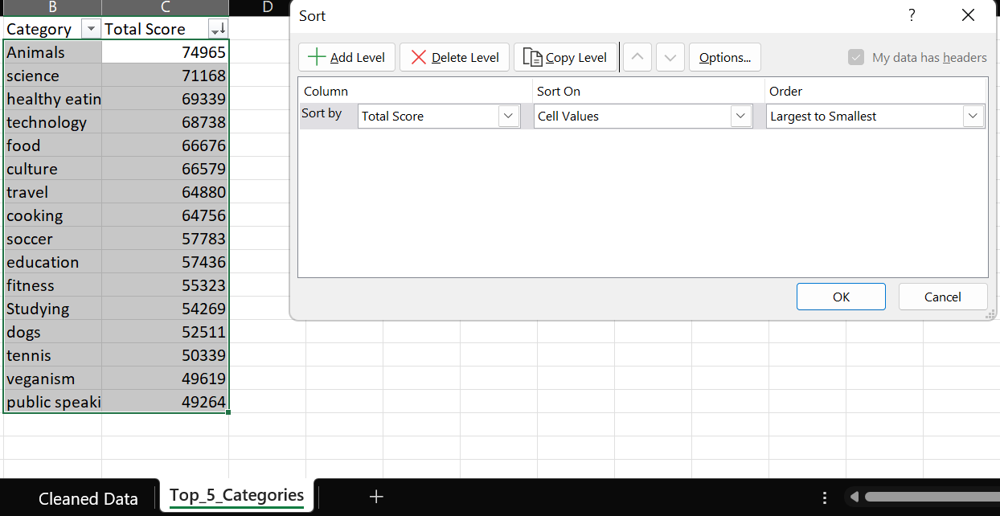 B C D
Category Total Score
Animals 74965
science 71168
healthy eatin 69339
technology 68738
food 66676
culture 66579
travel 64880
cooking 64756
soccer 57783
education 57436
fitness 55323
Studying 54269
dogs 52511
tennis 50339
veganism 49619
public speaki 49264
Sort ?
Add Level Delete Level Copy Level Options... My data has headers
Column Sort On Order
Sort by Total Score Cell Values Largest to Smallest
OK Cancel
Cleaned Data Top_5_Categories